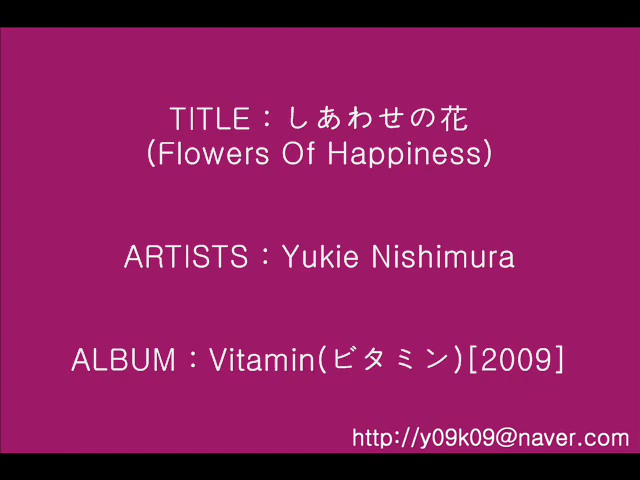 TITLE : しあわせの花
(Flowers Of Happiness)
ARTISTS : Yukie Nishimura
ALBUM : Vitamin(ビタミン)[2009]
http://y09k09@naver.com